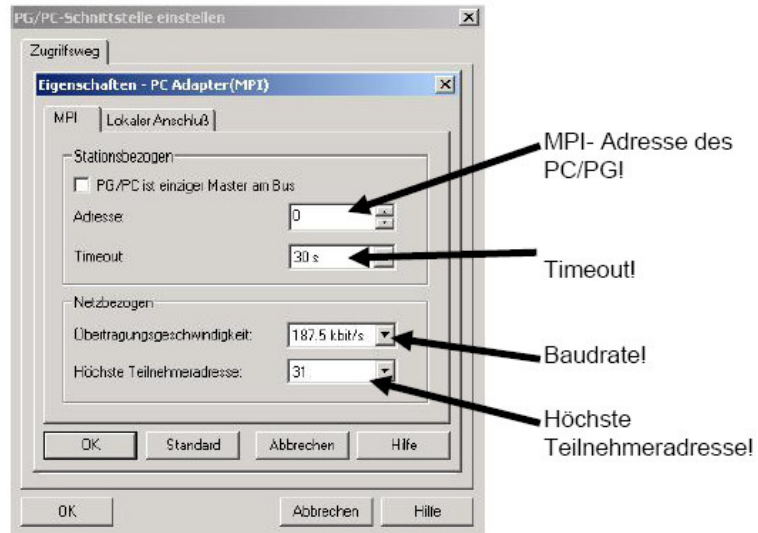 PG/PC-Schnittstelle einstellen
Zugriffsweg
Eigenschaften - PC Adapter(MPI)
MPI
Lokaler Anschluß
Stationsbezogen
PG/PC ist einziger Master am Bus
Adresse:
0
Timeout
30 s
Netzbezogen
Übertragungsgeschwindigkeit:
187.5 kbit/s
Höchste Teilnehmeradresse:
31
OK
Standard
Abbrechen
Hilfe
OK
Abbrechen
Hilfe
MPI- Adresse des
PC/PG!
Timeout!
Baudrate!
Höchste
Teilnehmeradresse!